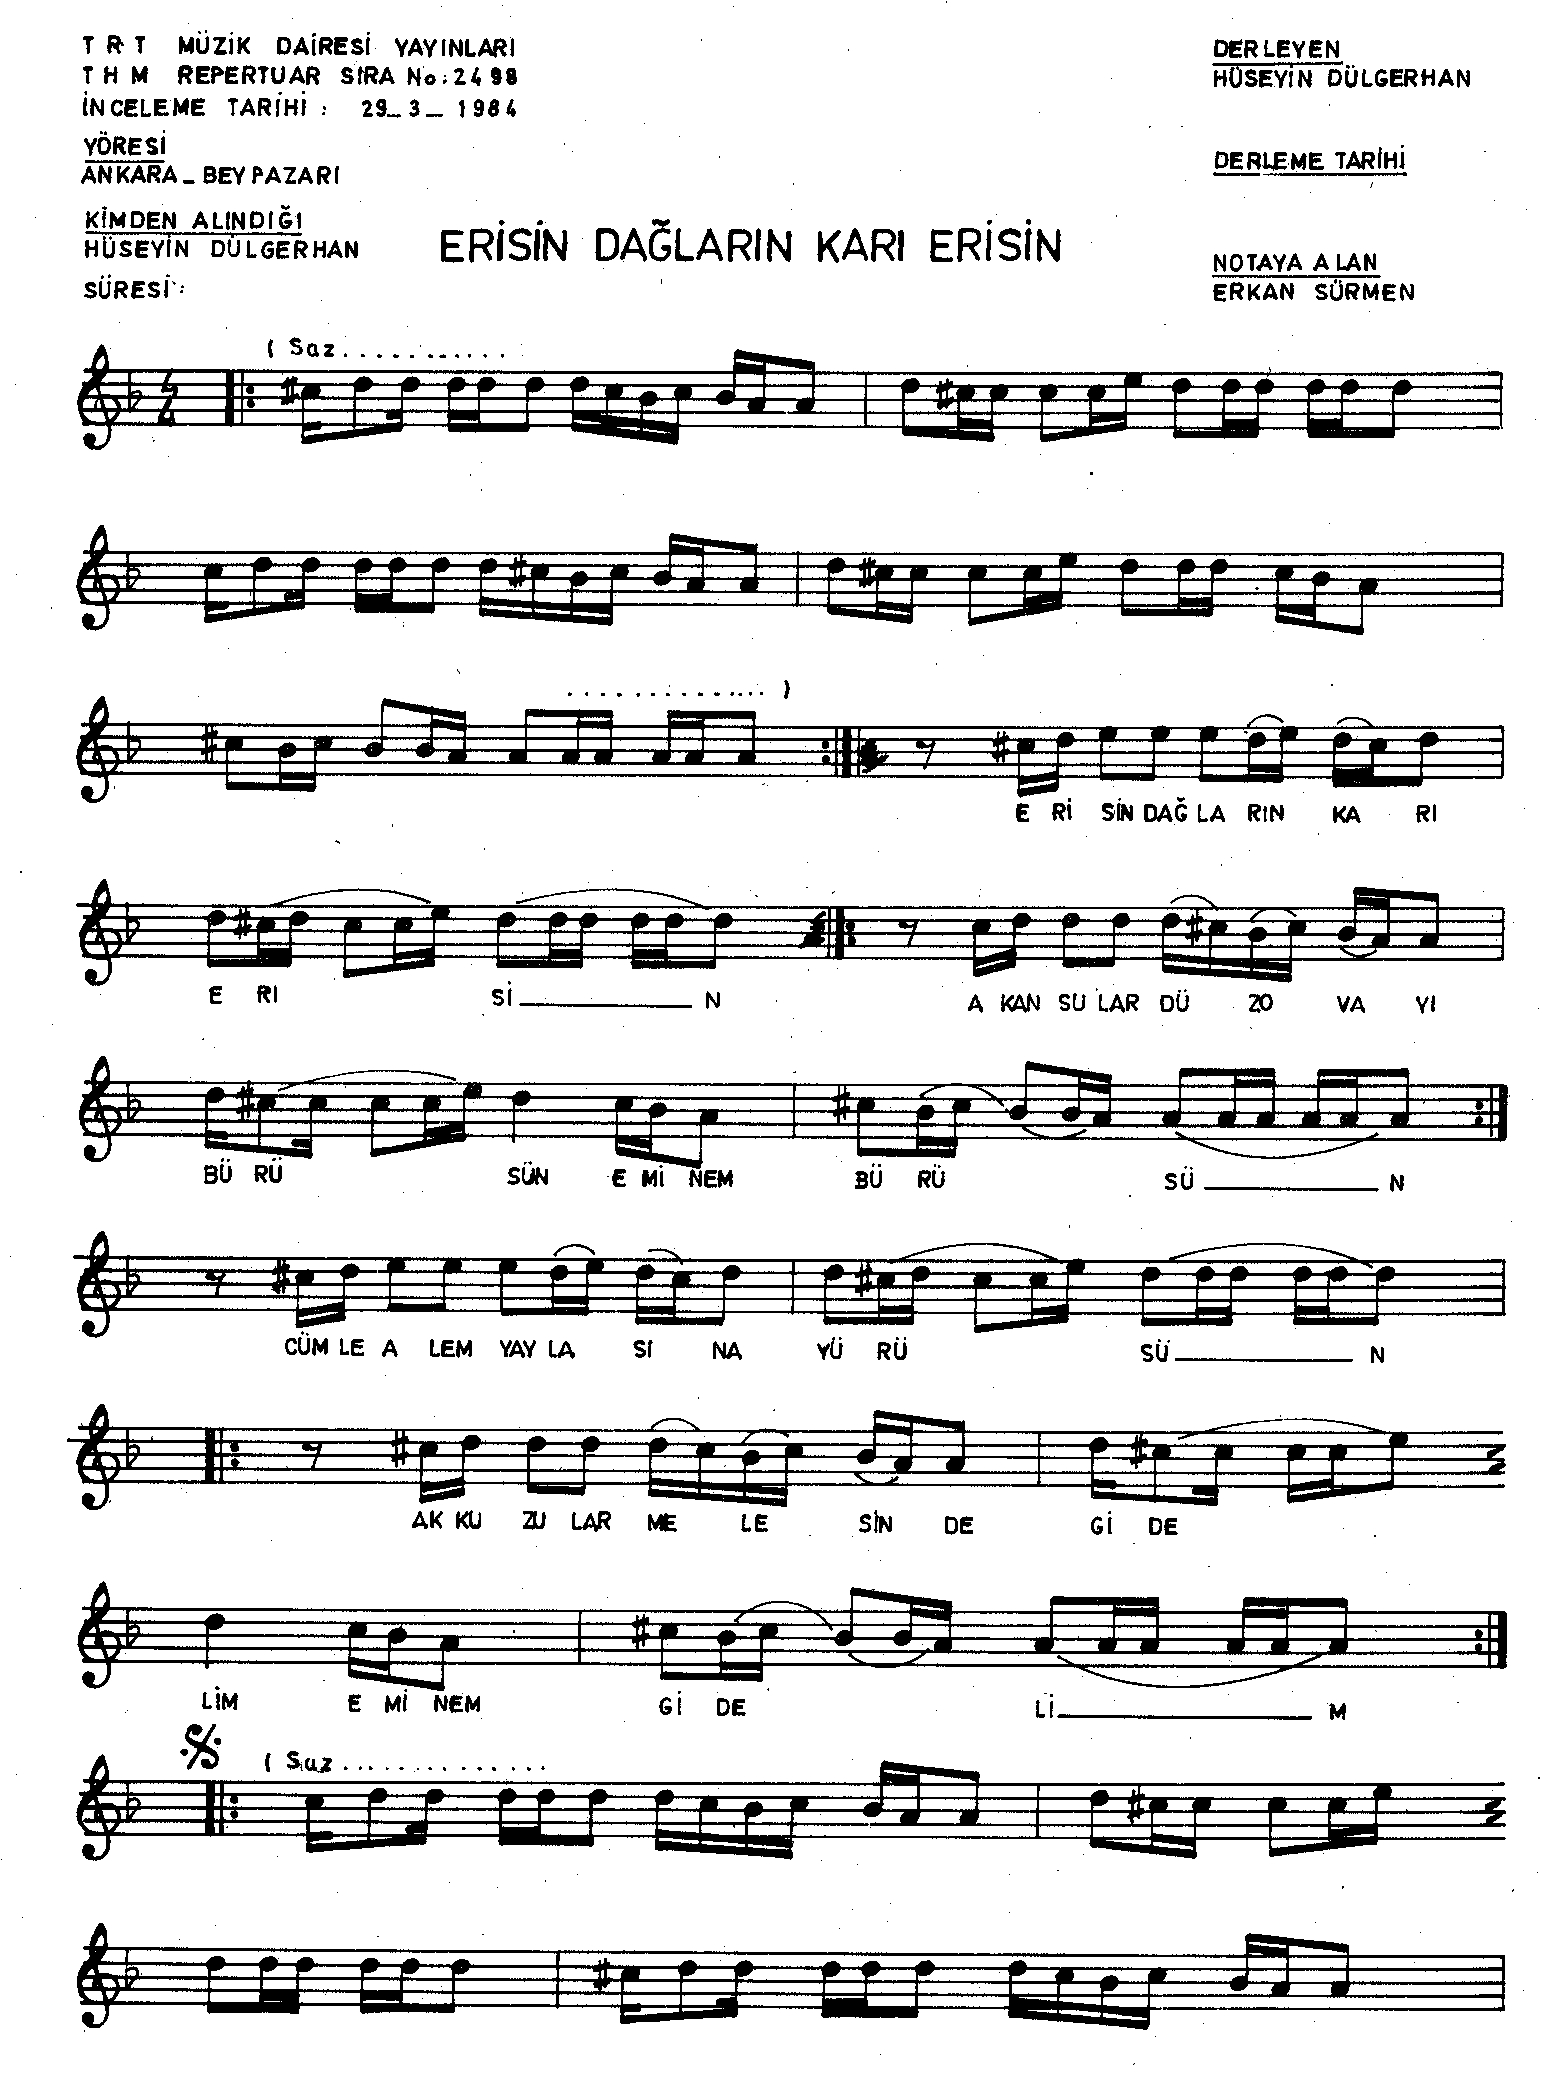 TRT MÜZİK DAİRESİ YAYINLARI
THM REPERTUAR SIRA No: 2498
İNCELEME TARİHİ : 29_3_1984
YÖRESİ
ANKARA_BEYPAZARI
KİMDEN ALINDIĞI
HÜSEYİN DÜLGERHAN
SÜRESİ :
DERLEYEN
HÜSEYİN DÜLGERHAN
DERLEME TARİHİ
NOTAYA ALAN
ERKAN SÜRMEN
ERİSİN DAĞLARIN KARI ERİSİN
( Saz . . . . . . . . . . .
4/4
. . . . . . . . . . . . . . )
E Rİ SİN DAĞ LA RIN KA RI
E RI Sİ_____ N A KAN SU LAR DÜ ZO VA YI
BÜ RÜ SÜN E Mİ NEM BÜ RÜ SÜ_____ N
CÜM LE A LEM YAY LA SI NA YÜ RÜ SÜ_____ N
AK KU ZU LAR ME LE SİN DE Gİ DE
LİM E Mİ NEM Gİ DE Lİ_____ M
( Saz . . . . . . . . . . . . .